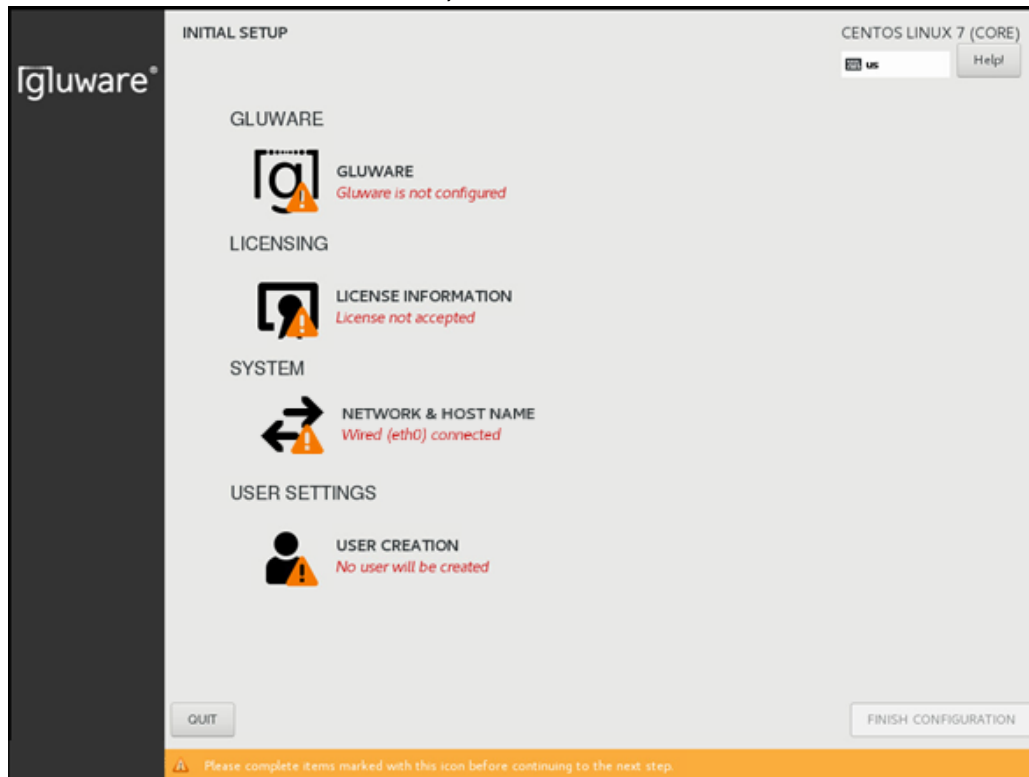 INITIAL SETUP
CENTOS LINUX 7 (CORE)
us
Help!
gluware®
GLUWARE
GLUWARE
Gluware is not configured
LICENSING
LICENSE INFORMATION
License not accepted
SYSTEM
NETWORK & HOST NAME
Wired (eth0) connected
USER SETTINGS
USER CREATION
No user will be created
QUIT
FINISH CONFIGURATION
Please complete items marked with this icon before continuing to the next step.